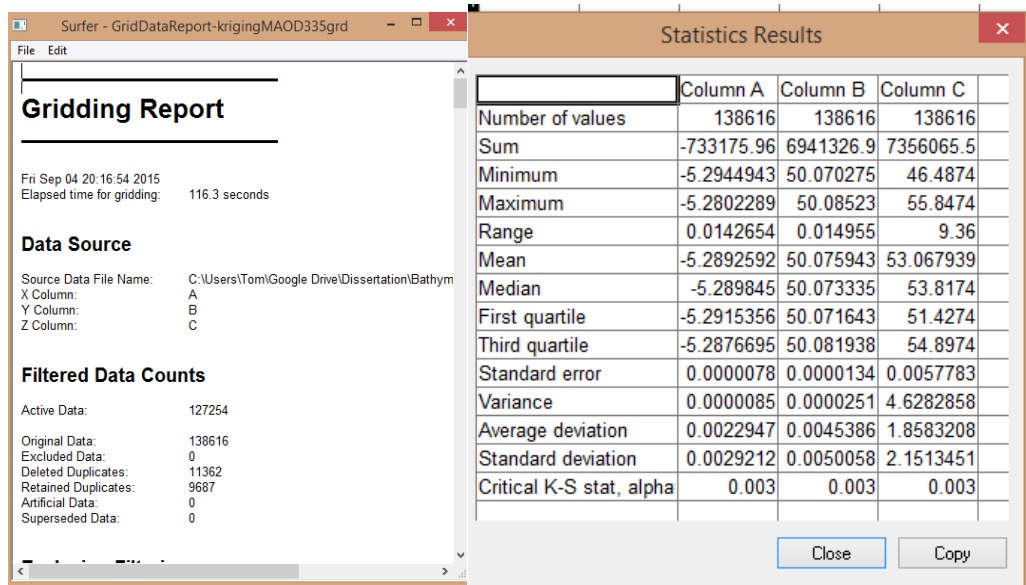 Surfer - GridDataReport-krigingMAOD335grd
File Edit
Gridding Report
Fri Sep 04 20:16:54 2015
Elapsed time for gridding: 116.3 seconds
Data Source
Source Data File Name: C:\Users\Tom\Google Drive\Dissertation\Bathym
X Column: A
Y Column: B
Z Column: C
Filtered Data Counts
Active Data: 127254
Original Data: 138616
Excluded Data: 0
Deleted Duplicates: 11362
Retained Duplicates: 9687
Artificial Data: 0
Superseded Data: 0
Statistics Results
Column A Column B Column C
Number of values 138616 138616 138616
Sum -733175.96 6941326.9 7356065.5
Minimum -5.2944943 50.070275 46.4874
Maximum -5.2802289 50.08523 55.8474
Range 0.0142654 0.014955 9.36
Mean -5.2892592 50.075943 53.067939
Median -5.289845 50.073335 53.8174
First quartile -5.2915356 50.071643 51.4274
Third quartile -5.2876695 50.081938 54.8974
Standard error 0.0000078 0.0000134 0.0057783
Variance 0.0000085 0.0000251 4.6282858
Average deviation 0.0022947 0.0045386 1.8583208
Standard deviation 0.0029212 0.0050058 2.1513451
Critical K-S stat, alpha 0.003 0.003 0.003
Close Copy